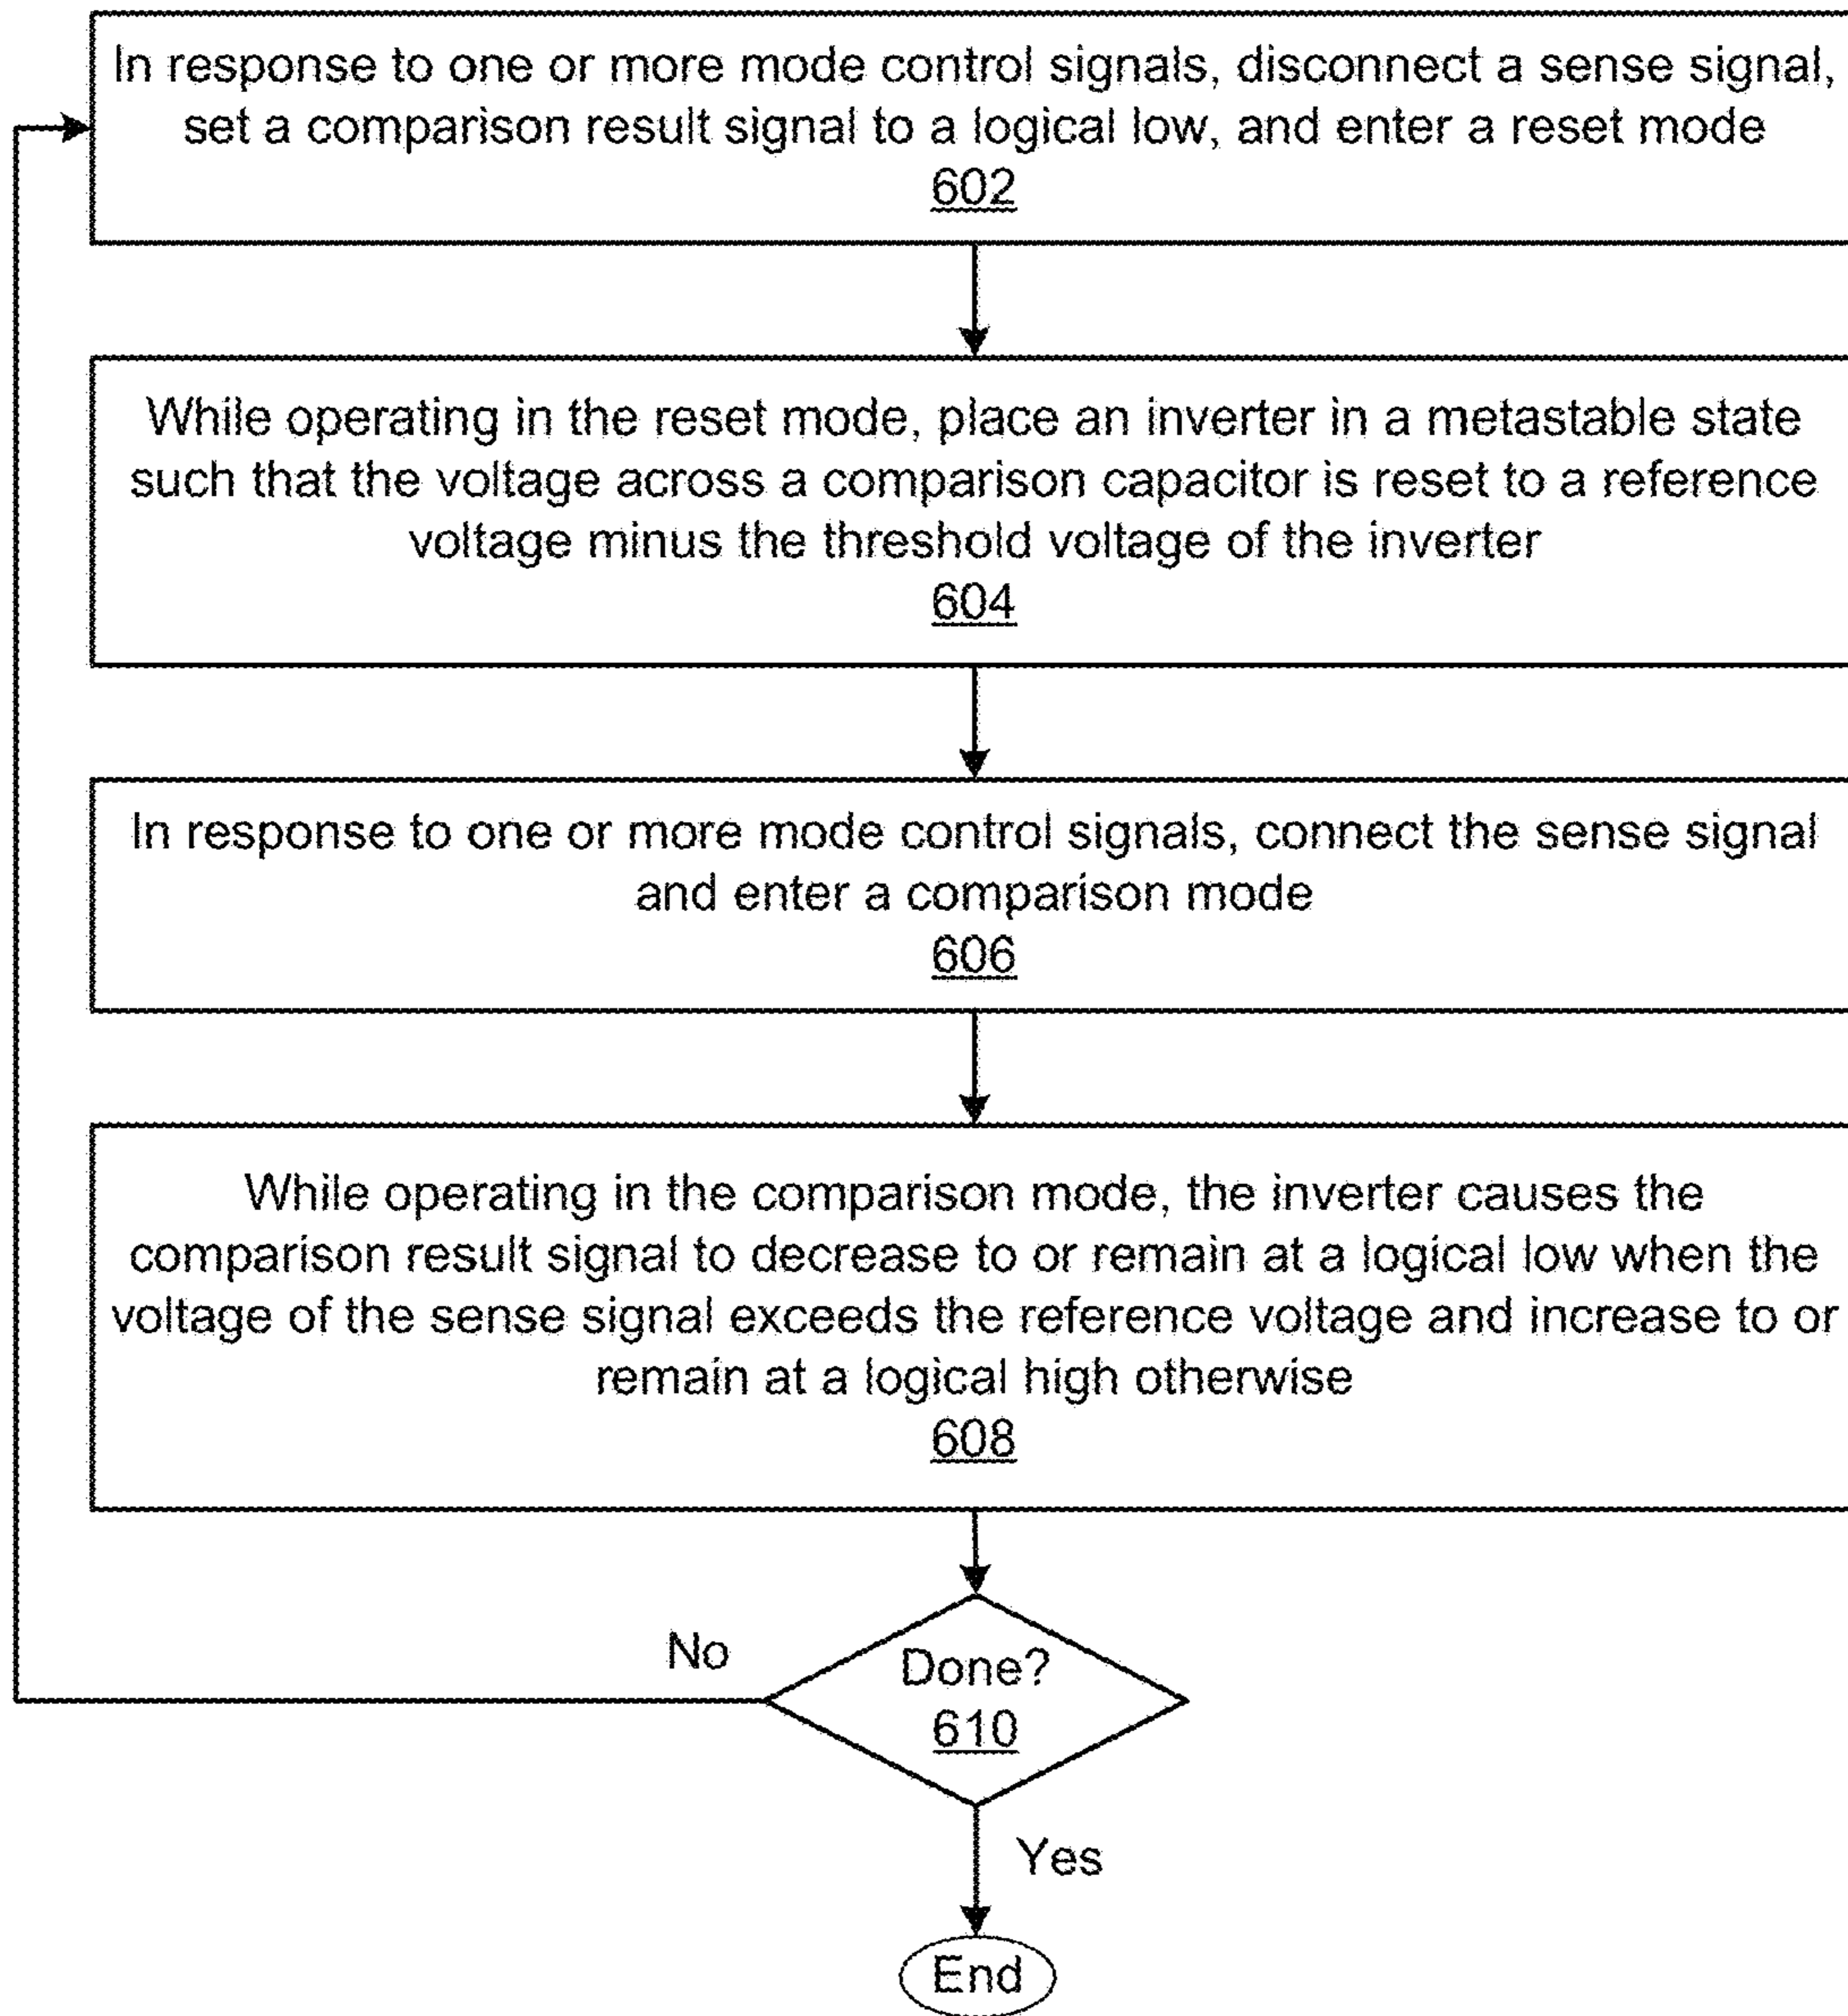 In response to one or more mode control signals, disconnect a sense signal,
set a comparison result signal to a logical low, and enter a reset mode
602
While operating in the reset mode, place an inverter in a metastable state
such that the voltage across a comparison capacitor is reset to a reference
voltage minus the threshold voltage of the inverter
604
In response to one or more mode control signals, connect the sense signal
and enter a comparison mode
606
While operating in the comparison mode, the inverter causes the
comparison result signal to decrease to or remain at a logical low when the
voltage of the sense signal exceeds the reference voltage and increase to or
remain at a logical high otherwise
608
No
Done?
610
Yes
End